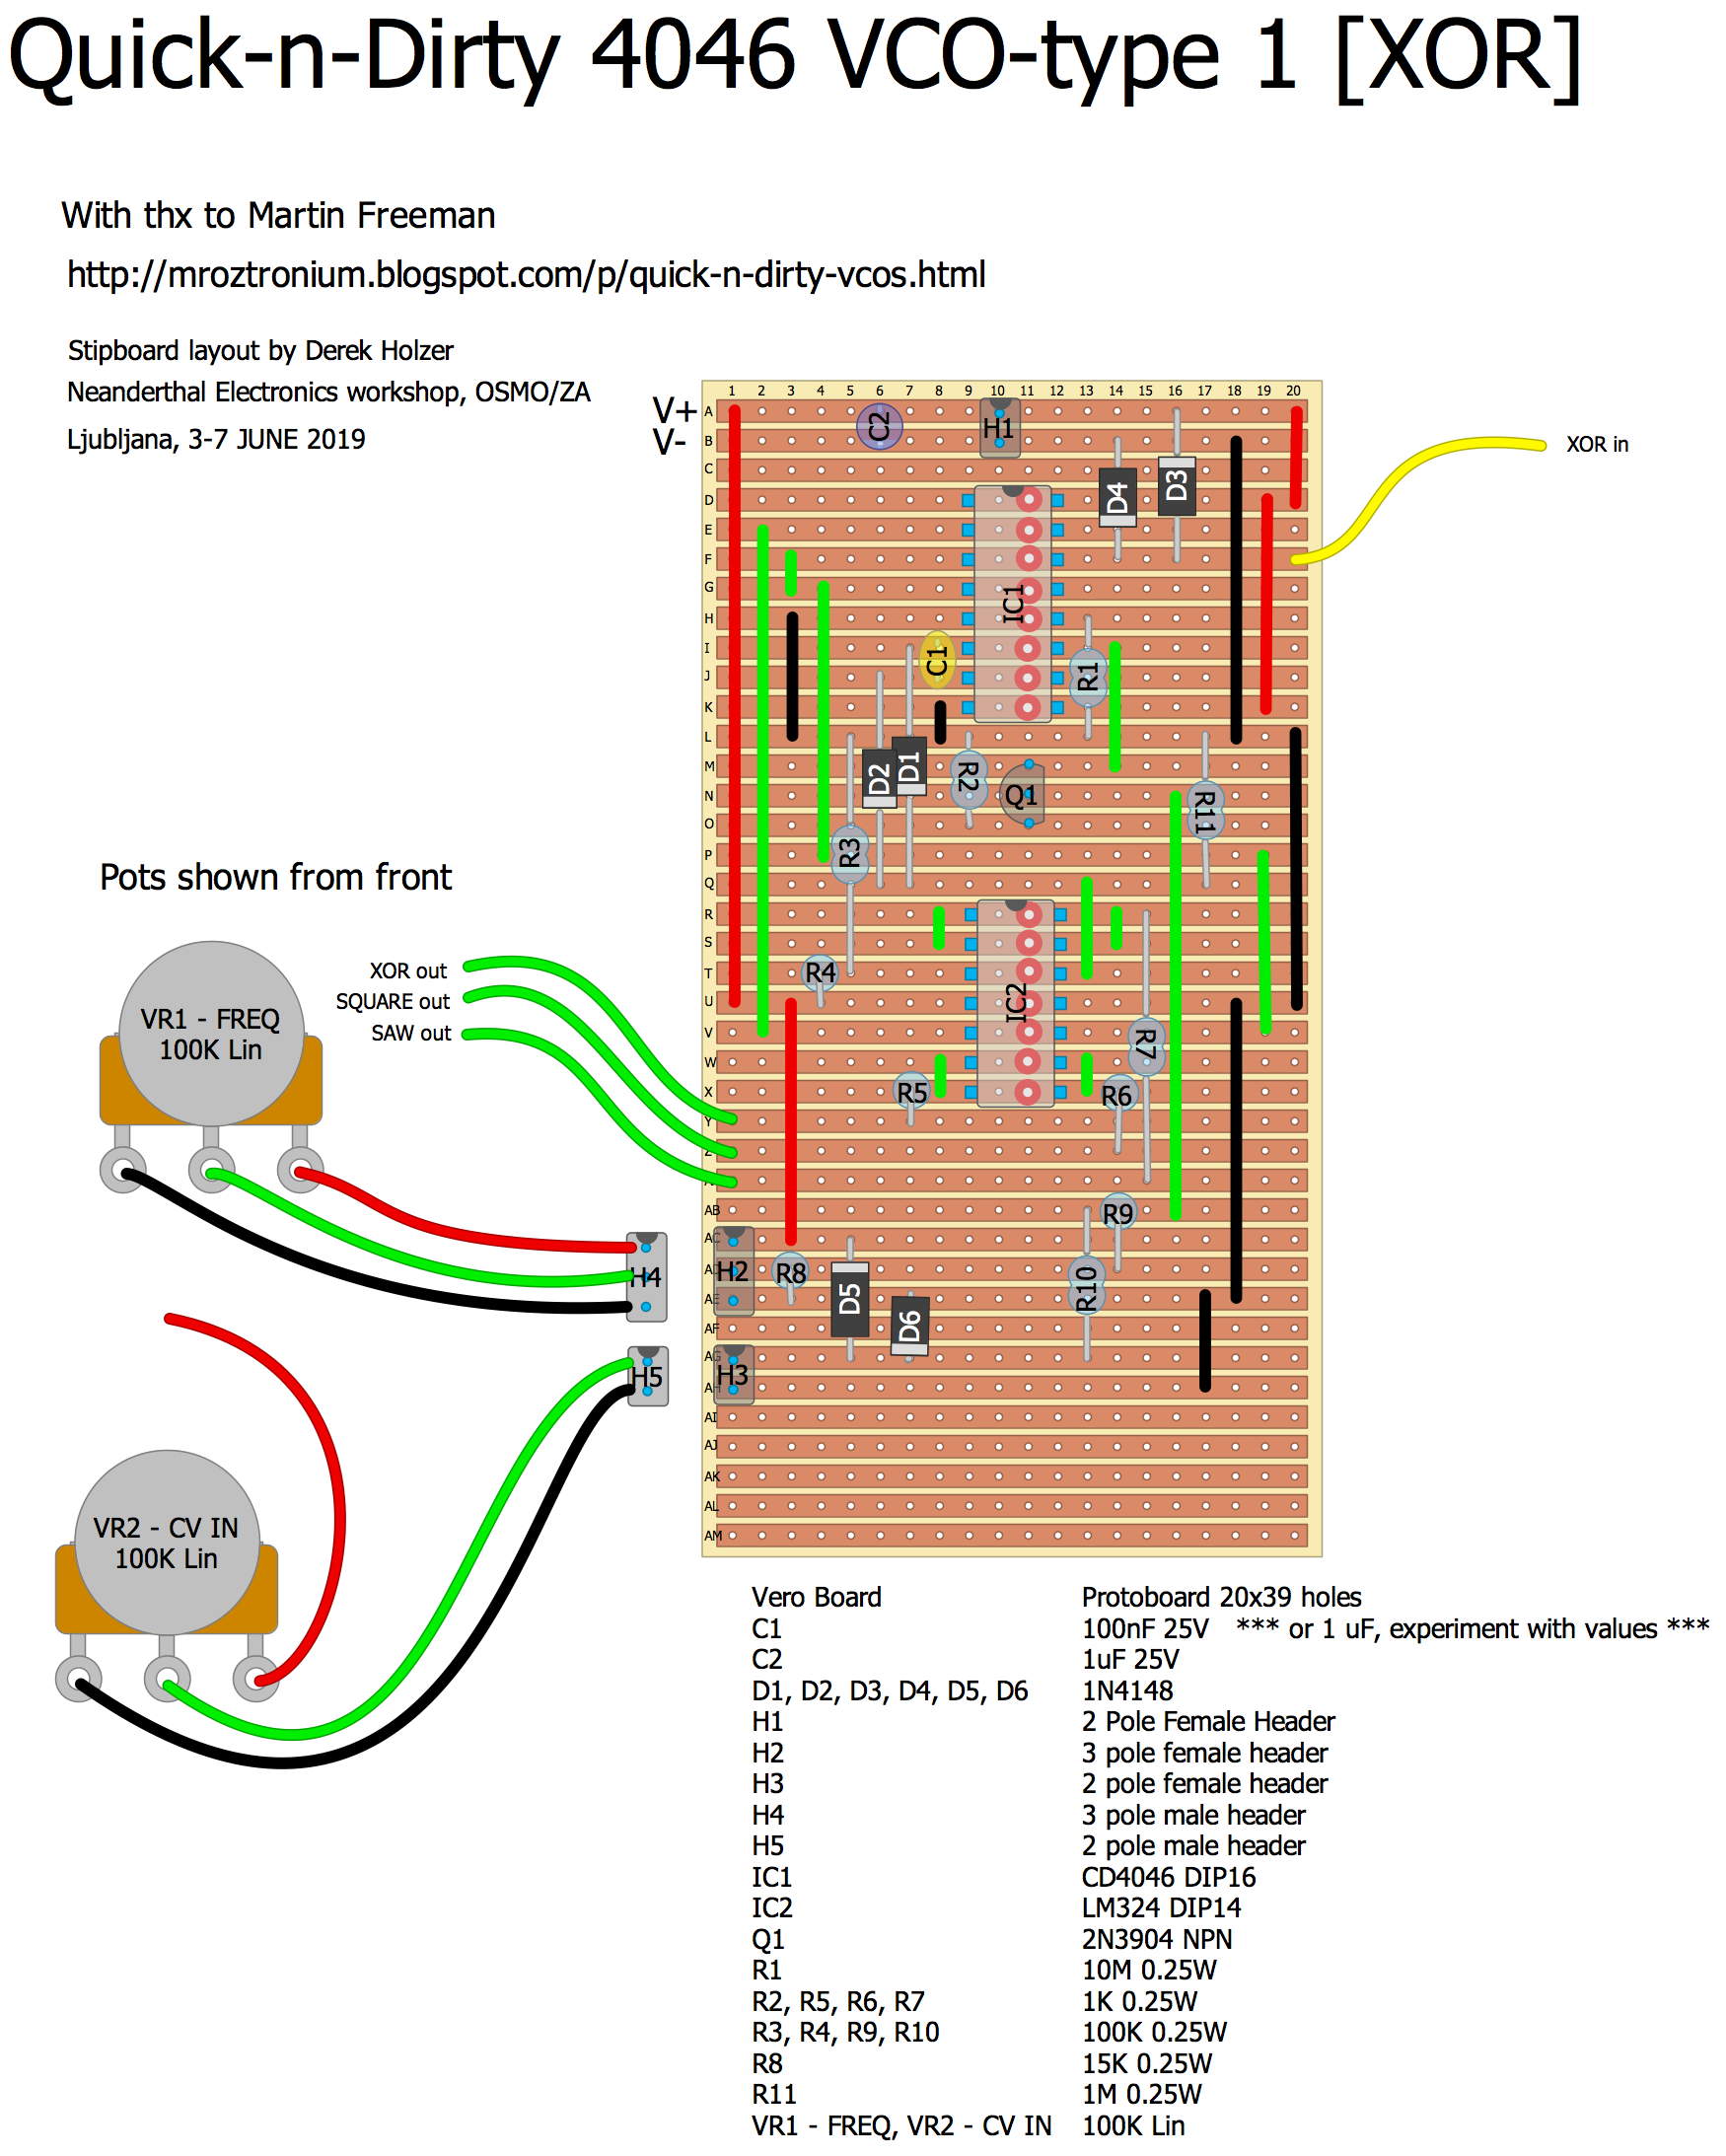 Quick-n-Dirty 4046 VCO-type 1 [XOR]
With thx to Martin Freeman
http://mroztronium.blogspot.com/p/quick-n-dirty-vcos.html
Stipboard layout by Derek Holzer
Neanderthal Electronics workshop, OSMO/ZA
Ljubljana, 3-7 JUNE 2019
V+
V-
1 2 3 4 5 6 7 8 9 10 11 12 13 14 15 16 17 18 19 20
A
B
C
D
E
F
G
H
I
J
K
L
M
N
O
P
Q
R
S
T
U
V
W
X
Y
Z
AB
AC
AE
AF
AG
AH
AI
AJ
AK
AL
AM
C2
H1
D4
D3
XOR in
IC1
C1
R1
D2
D1
R2
Q1
R11
R3
R4
IC2
R7
R5
R6
R9
H2
R8
D5
D6
R10
H3
Pots shown from front
XOR out
SQUARE out
SAW out
VR1 - FREQ
100K Lin
H4
H5
VR2 - CV IN
100K Lin
Vero Board Protoboard 20x39 holes
C1 100nF 25V *** or 1 uF, experiment with values ***
C2 1uF 25V
D1, D2, D3, D4, D5, D6 1N4148
H1 2 Pole Female Header
H2 3 pole female header
H3 2 pole female header
H4 3 pole male header
H5 2 pole male header
IC1 CD4046 DIP16
IC2 LM324 DIP14
Q1 2N3904 NPN
R1 10M 0.25W
R2, R5, R6, R7 1K 0.25W
R3, R4, R9, R10 100K 0.25W
R8 15K 0.25W
R11 1M 0.25W
VR1 - FREQ, VR2 - CV IN 100K Lin